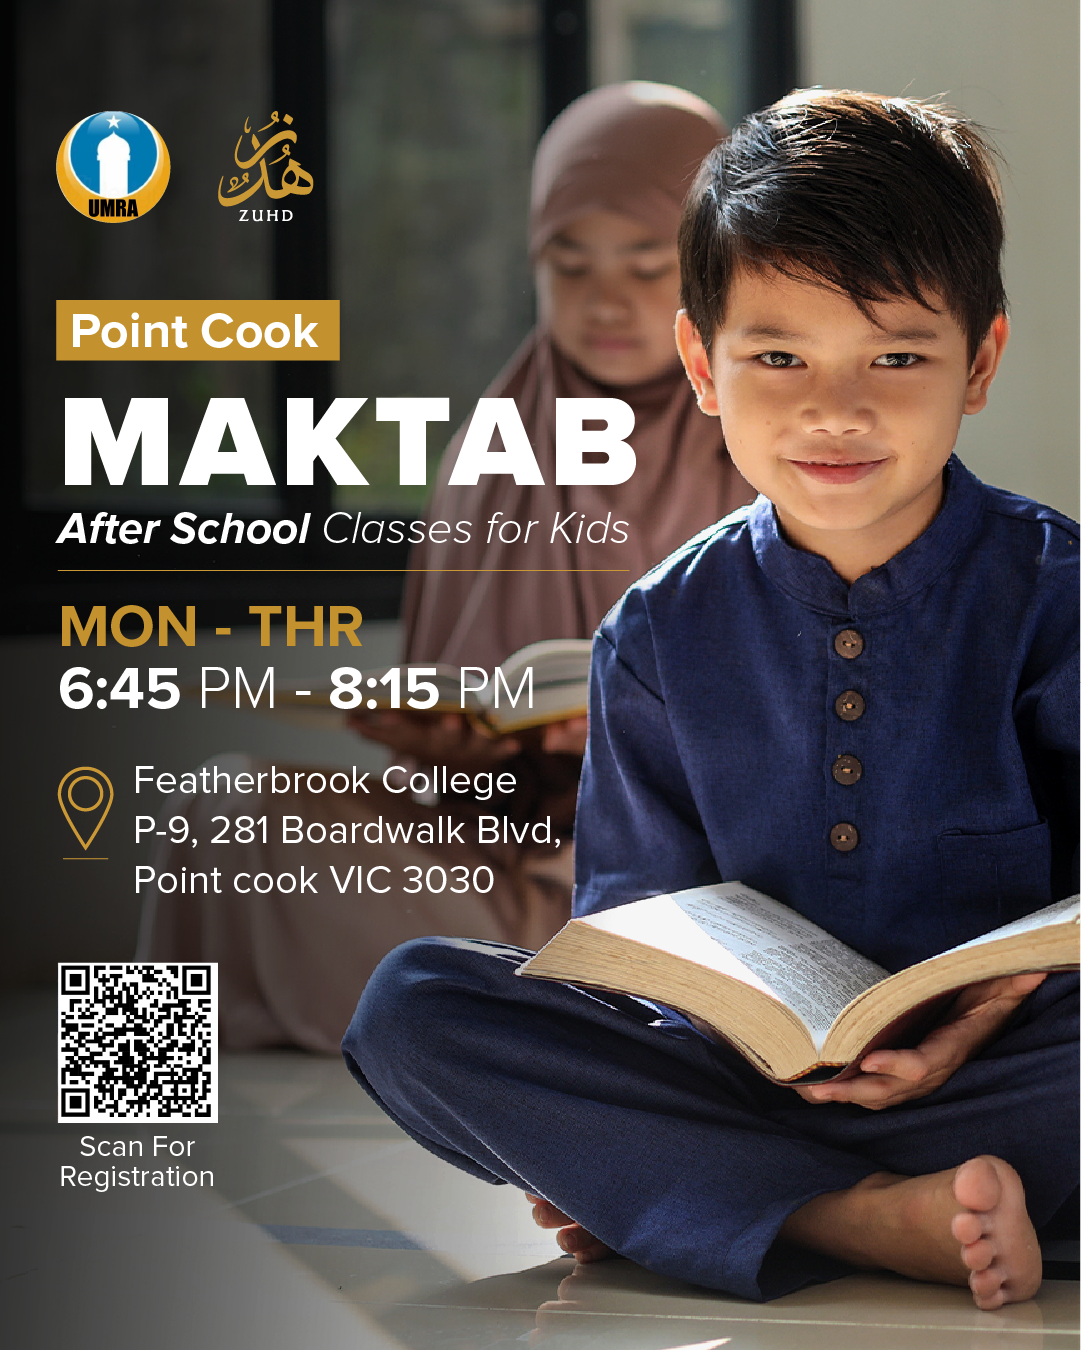 UMRA
زهد
ZUHD
Point Cook
MAKTAB
After School Classes for Kids
MON - THR
6:45 PM - 8:15 PM
Featherbrook College
P-9, 281 Boardwalk Blvd,
Point cook VIC 3030
Scan For
Registration